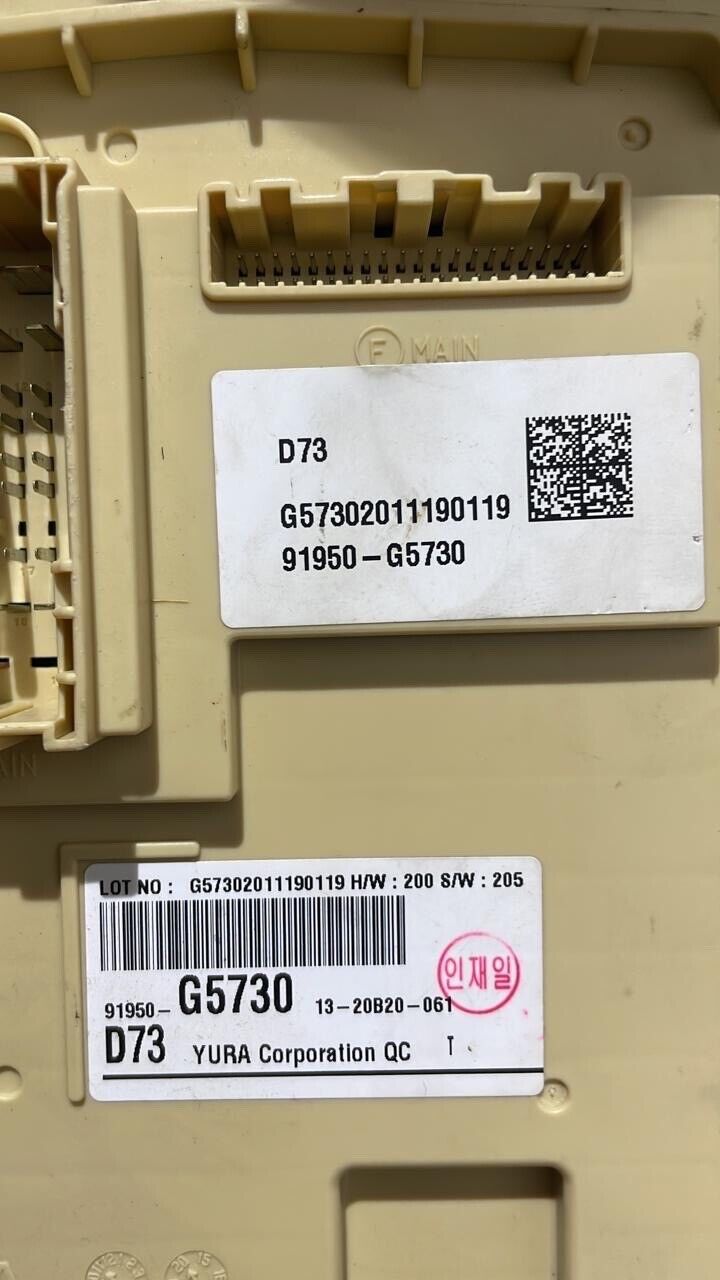 F MAIN
D73
G57302011190119
91950-G5730
LOT NO : G57302011190119 H/W : 200 S/W : 205
91950-G5730 13-20B20-061
인재일
D73 YURA Corporation QC T